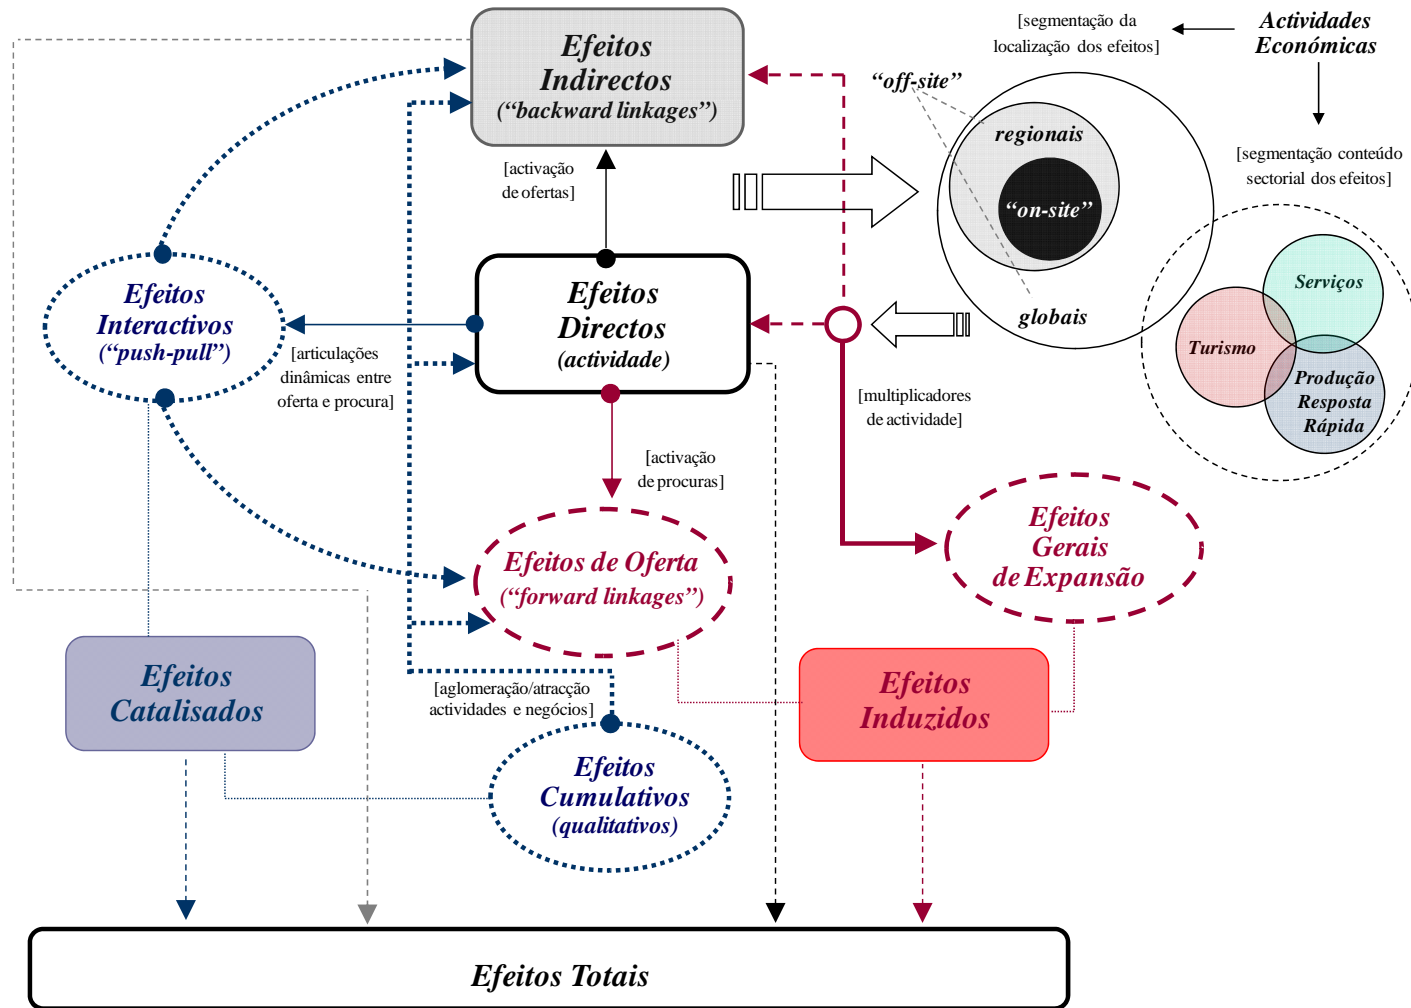 Efeitos
Indirectos
(“backward linkages”)
[segmentação da
localização dos efeitos]
Actividades
Económicas
“off-site”
regionais
“on-site”
globais
[segmentação conteúdo
sectorial dos efeitos]
[activação
de ofertas]
Serviços
Turismo
Produção
Resposta
Rápida
Efeitos
Interactivos
(“push-pull”)
Efeitos
Directos
(actividade)
[articulações
dinâmicas entre
oferta e procura]
[multiplicadores
de actividade]
[activação
de procuras]
Efeitos de Oferta
(“forward linkages”)
Efeitos
Gerais
de Expansão
Efeitos
Catalisados
[aglomeração/atracção
actividades e negócios]
Efeitos
Induzidos
Efeitos
Cumulativos
(qualitativos)
Efeitos Totais